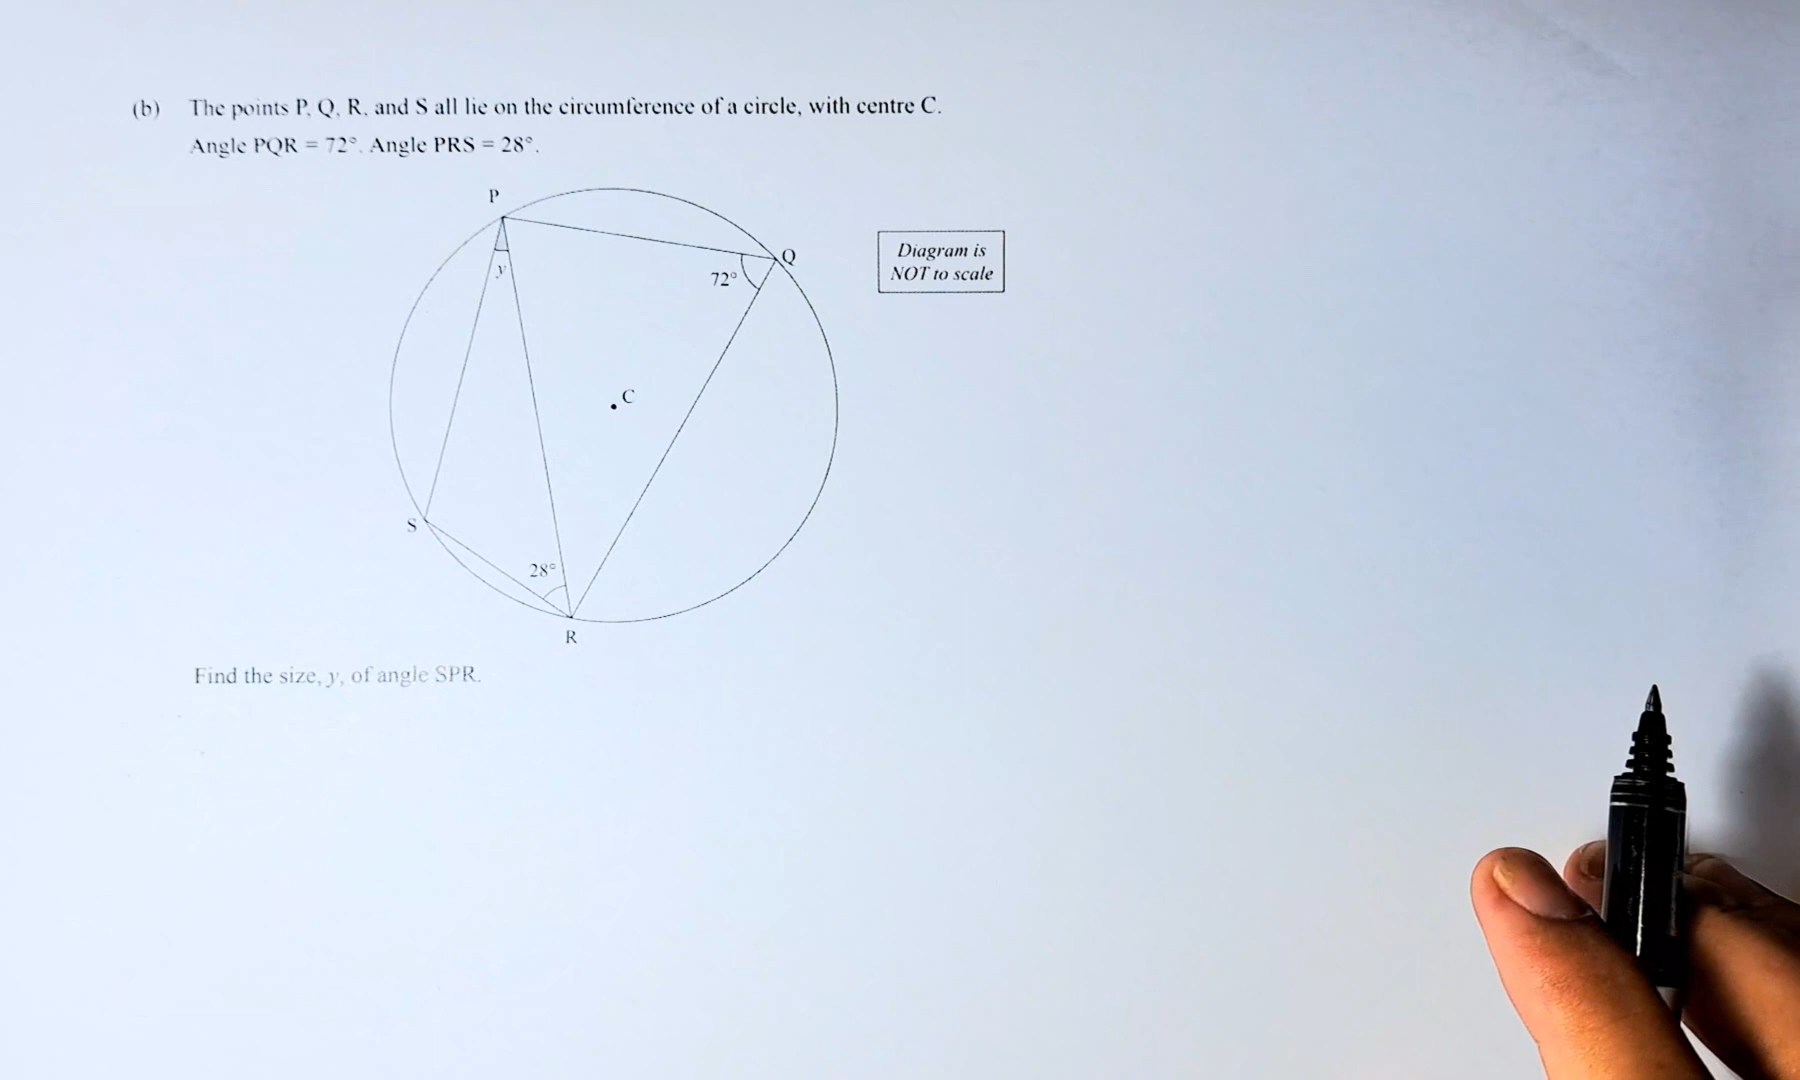 (b) The points P, Q, R, and S all lie on the circumference of a circle, with centre C.
Angle PQR = 72°. Angle PRS = 28°.
P
Q
Diagram is
NOT to scale
y
72°
C
S
28°
R
Find the size, y, of angle SPR.